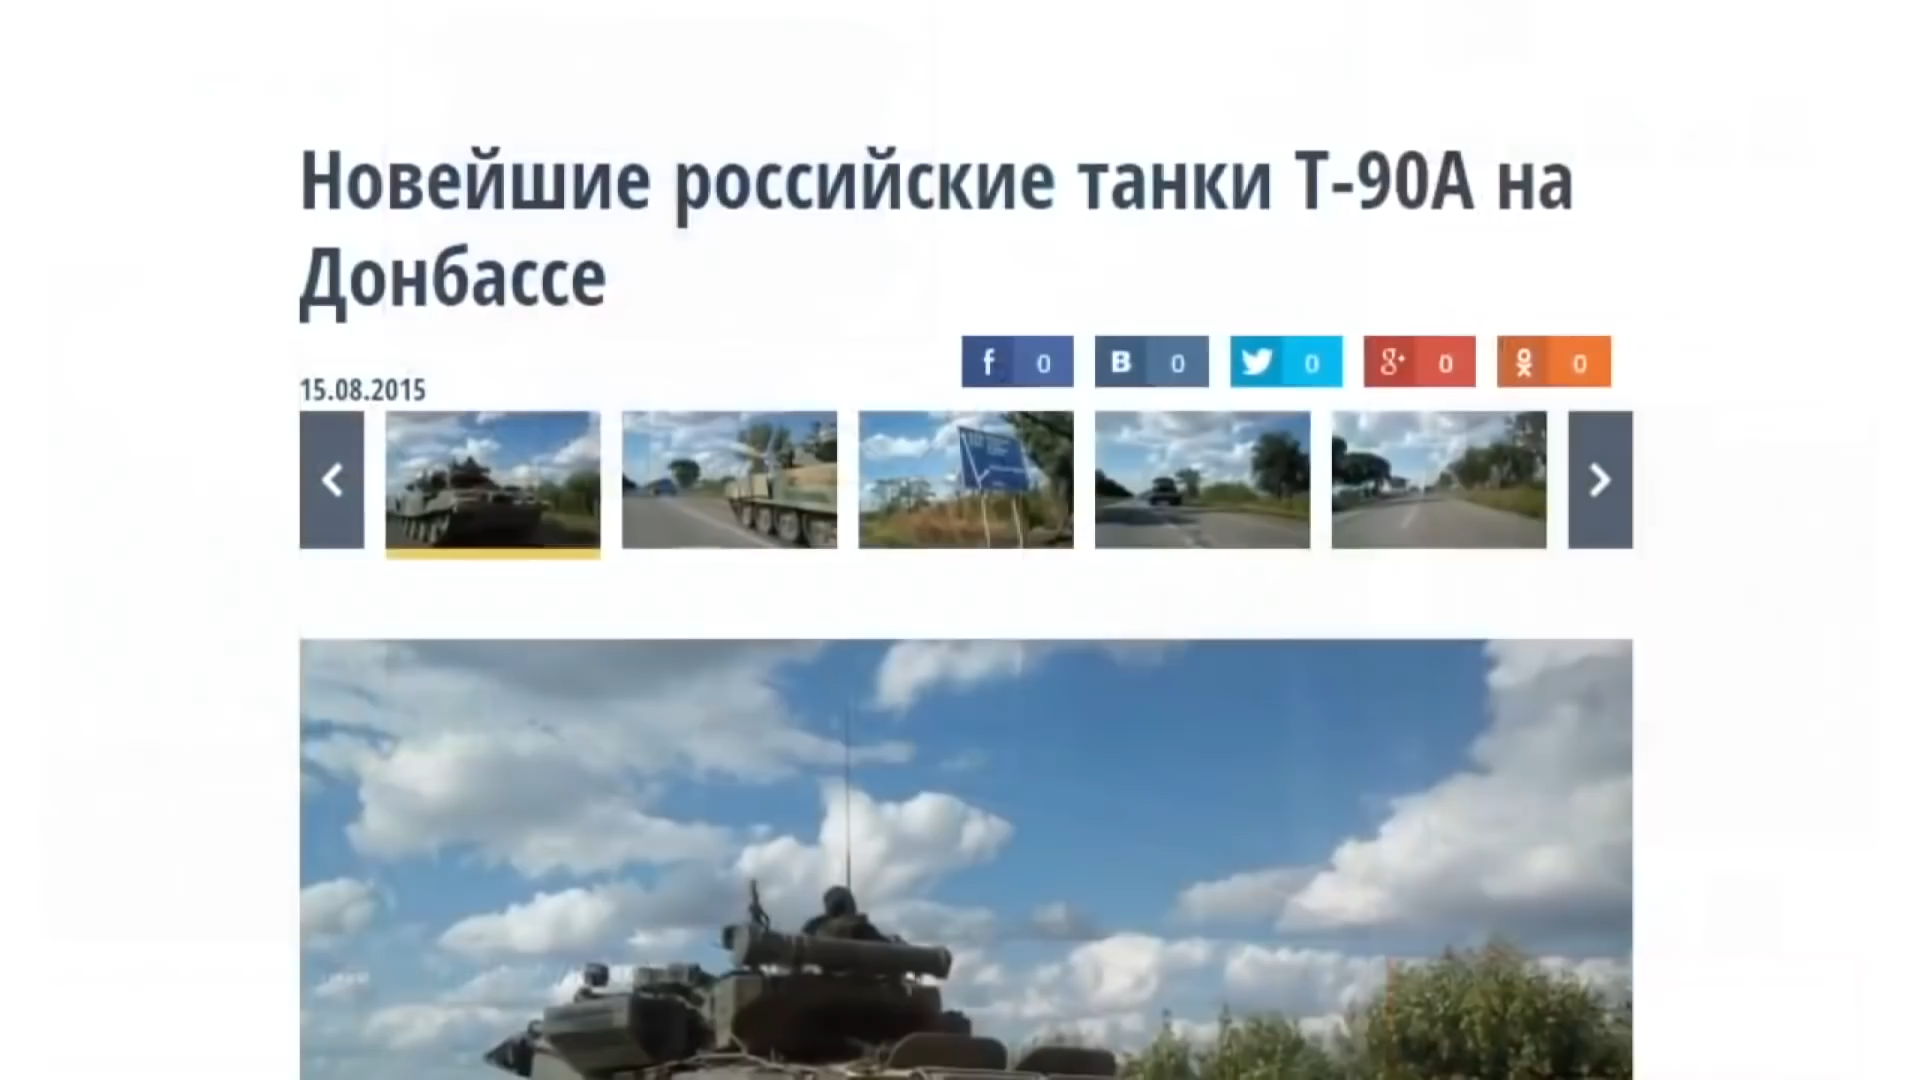 Новейшие российские танки Т-90А на
Донбассе
15.08.2015
f 0
B 0
0
g+ 0
0